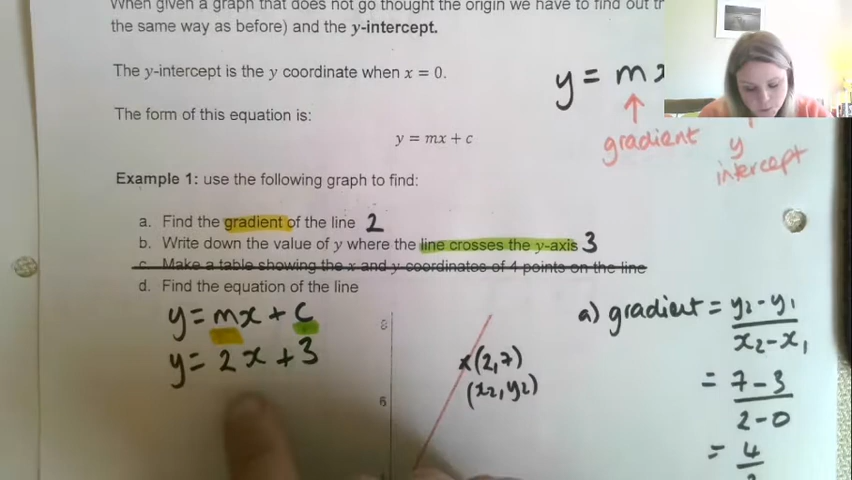 When given a graph that does not go thought the origin we have to find out
the same way as before) and the y-intercept.
The y-intercept is the y coordinate when x = 0.
y = m
gradient
y
intercept
The form of this equation is:
y = mx + c
Example 1: use the following graph to find:
a. Find the gradient of the line 2
b. Write down the value of y where the line crosses the y-axis 3
c. Make a table showing the x and y coordinates of 4 points on the line
d. Find the equation of the line
y = mx + c
y = 2x + 3
8
6
x (2,7)
(x₂, y₂)
a) gradient = y₂ - y₁
x₂ - x₁
= 7 - 3
2 - 0
= 4